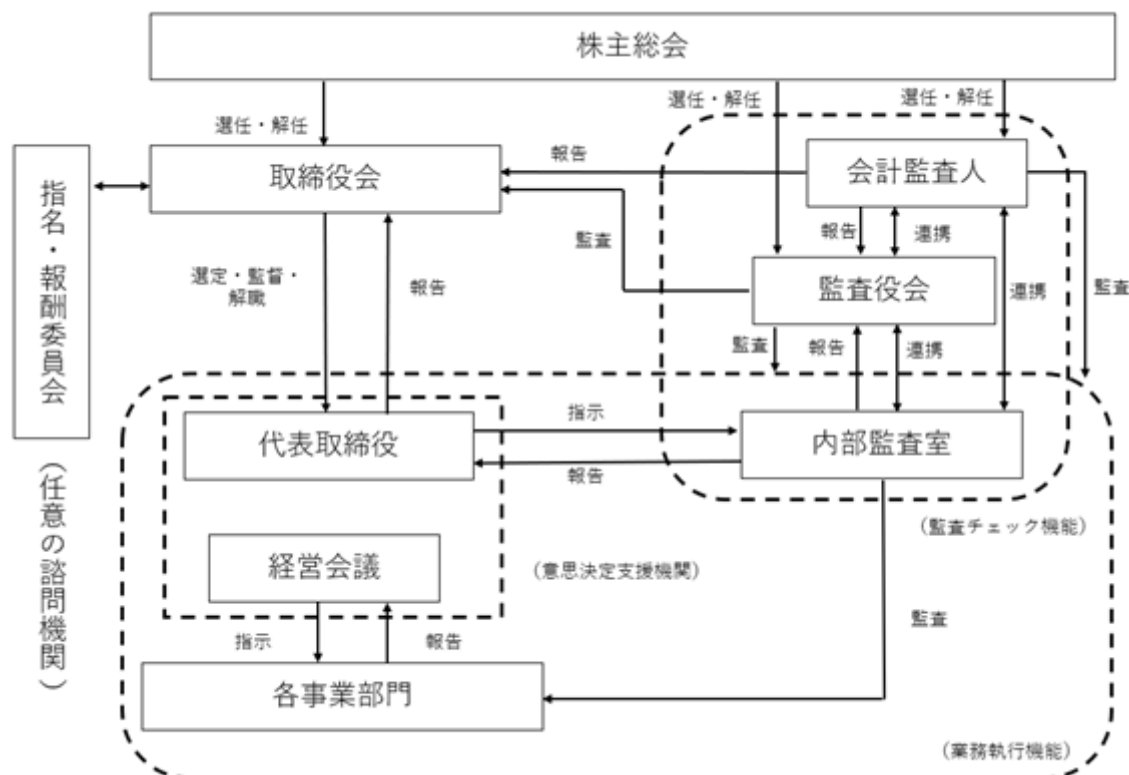 株主総会
選任・解任
選任・解任
選任・解任
指名・報酬委員会
(任意の諮問機関)
取締役会
報告
会計監査人
監査
報告
連携
連携
監査
選定・監督・
解職
報告
監査役会
監査
報告
連携
代表取締役
指示
報告
内部監査室
(監査チェック機能)
経営会議
(意思決定支援機関)
指示
報告
監査
各事業部門
(業務執行機能)